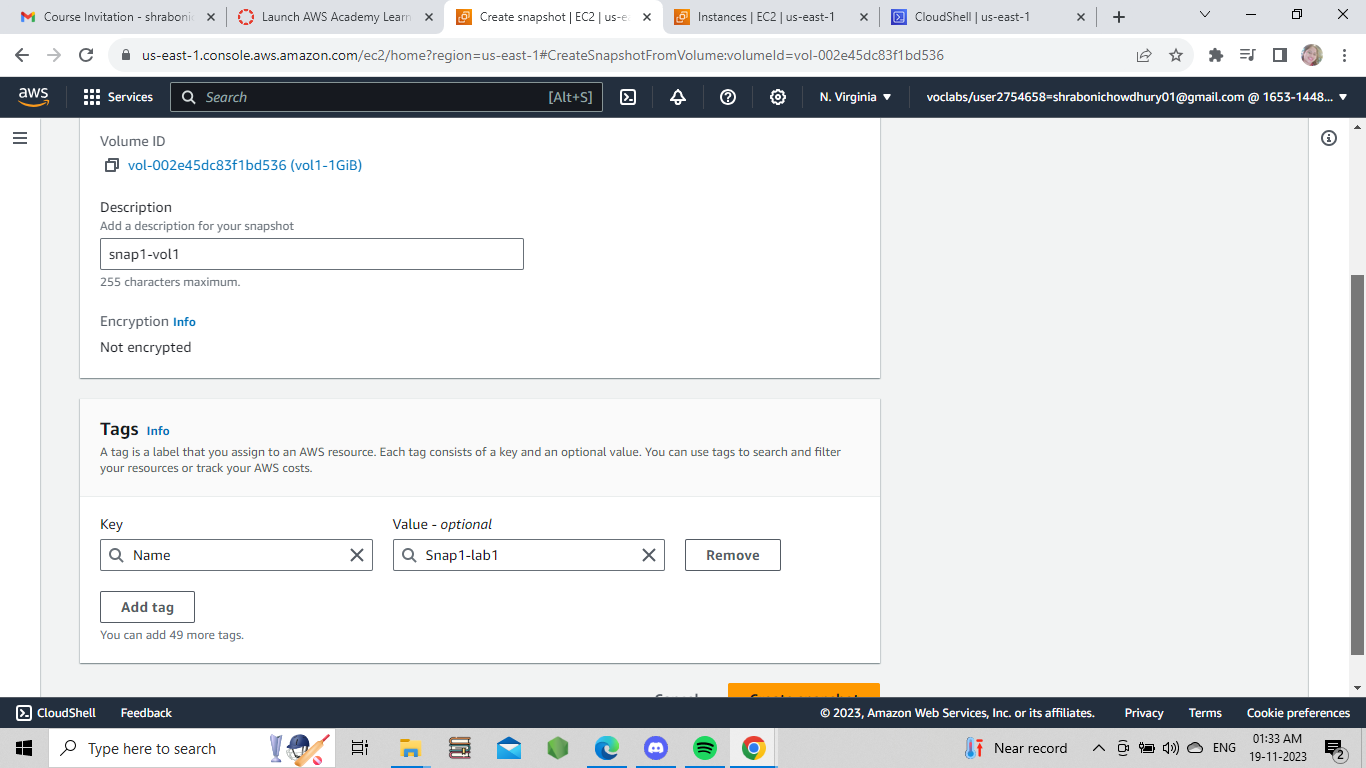 Course Invitation - shraboni
Launch AWS Academy Learn
Create snapshot | EC2 | us-ea
Instances | EC2 | us-east-1
CloudShell | us-east-1
us-east-1.console.aws.amazon.com/ec2/home?region=us-east-1#CreateSnapshotFromVolume:volumeId=vol-002e45dc83f1bd536
aws
Services
Search
[Alt+S]
N. Virginia
voclabs/user2754658=shrabonichowdhury01@gmail.com @ 1653-1448...
Volume ID
vol-002e45dc83f1bd536 (vol1-1GiB)
Description
Add a description for your snapshot
snap1-vol1
255 characters maximum.
Encryption Info
Not encrypted
Tags Info
A tag is a label that you assign to an AWS resource. Each tag consists of a key and an optional value. You can use tags to search and filter
your resources or track your AWS costs.
Key
Value - optional
Name
Snap1-lab1
Remove
Add tag
You can add 49 more tags.
Cancel
Create snapshot
CloudShell
Feedback
© 2023, Amazon Web Services, Inc. or its affiliates.
Privacy
Terms
Cookie preferences
Type here to search
Near record
ENG
01:33 AM
19-11-2023
2